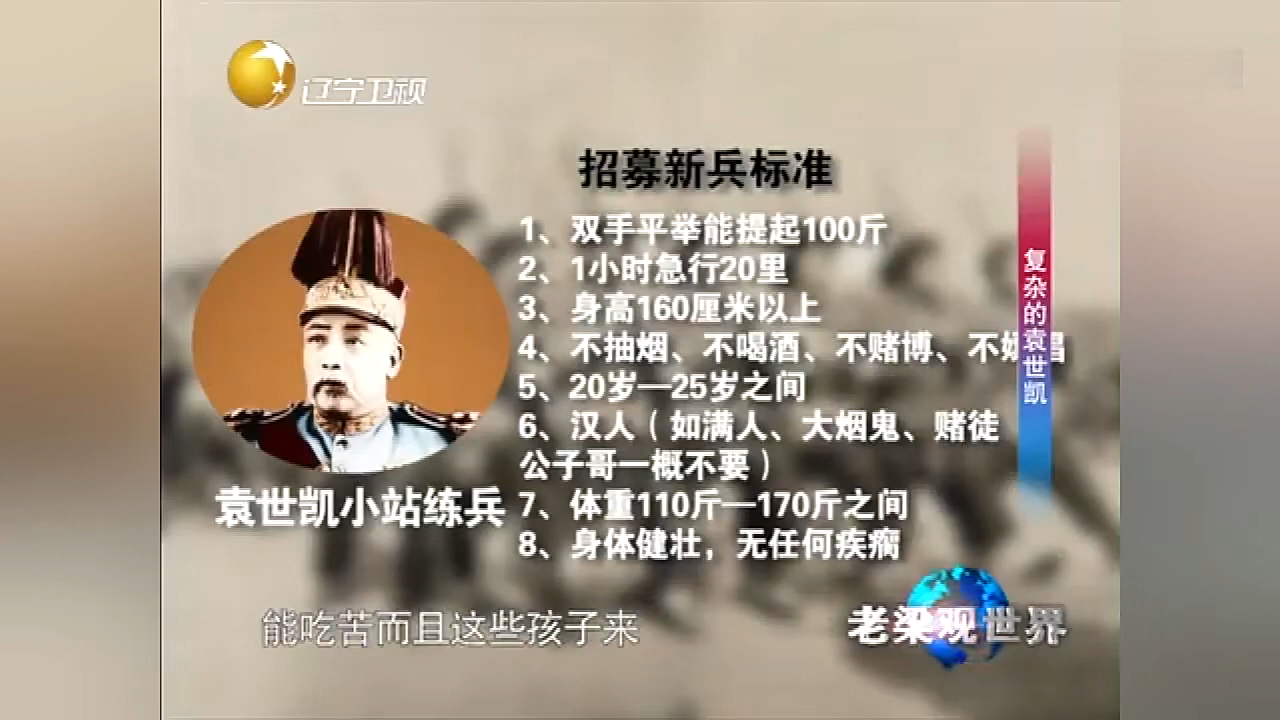 辽宁卫视
招募新兵标准
1、双手平举能提起100斤
2、1小时急行20里
3、身高160厘米以上
4、不抽烟、不喝酒、不赌博、不
5、20岁—25岁之间
6、汉人（如满人、大烟鬼、赌徒
公子哥一概不要）
7、体重110斤—170斤之间
8、身体健壮，无任何疾瘸
袁世凯小站练兵
复杂的袁世凯
能吃苦而且这些孩子来
老梁观世界